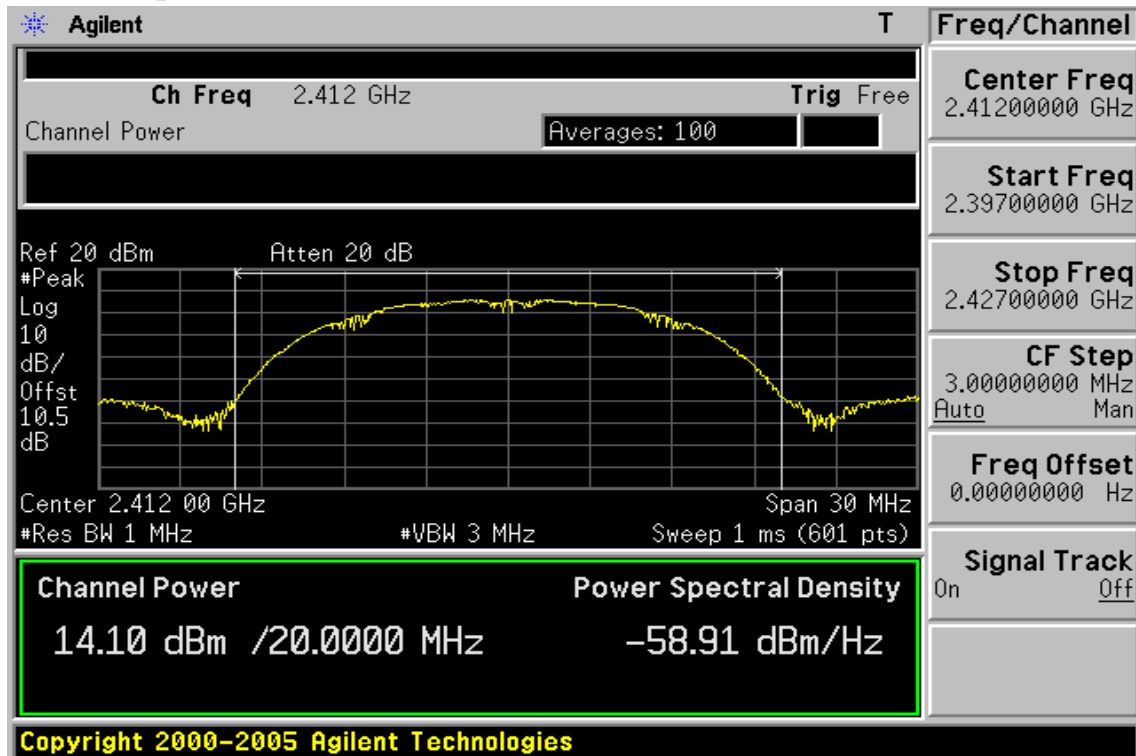 Agilent T Freq/Channel
Ch Freq 2.412 GHz Trig Free
Channel Power Averages: 100
Ref 20 dBm Atten 20 dB
#Peak
Log
10
dB/
Offst
10.5
dB
Center 2.412 00 GHz Span 30 MHz
#Res BW 1 MHz #VBW 3 MHz Sweep 1 ms (601 pts)
Channel Power Power Spectral Density
14.10 dBm /20.0000 MHz -58.91 dBm/Hz
Center Freq
2.41200000 GHz
Start Freq
2.39700000 GHz
Stop Freq
2.42700000 GHz
CF Step
3.00000000 MHz
Auto Man
Freq Offset
0.00000000 Hz
Signal Track
On Off
Copyright 2000-2005 Agilent Technologies